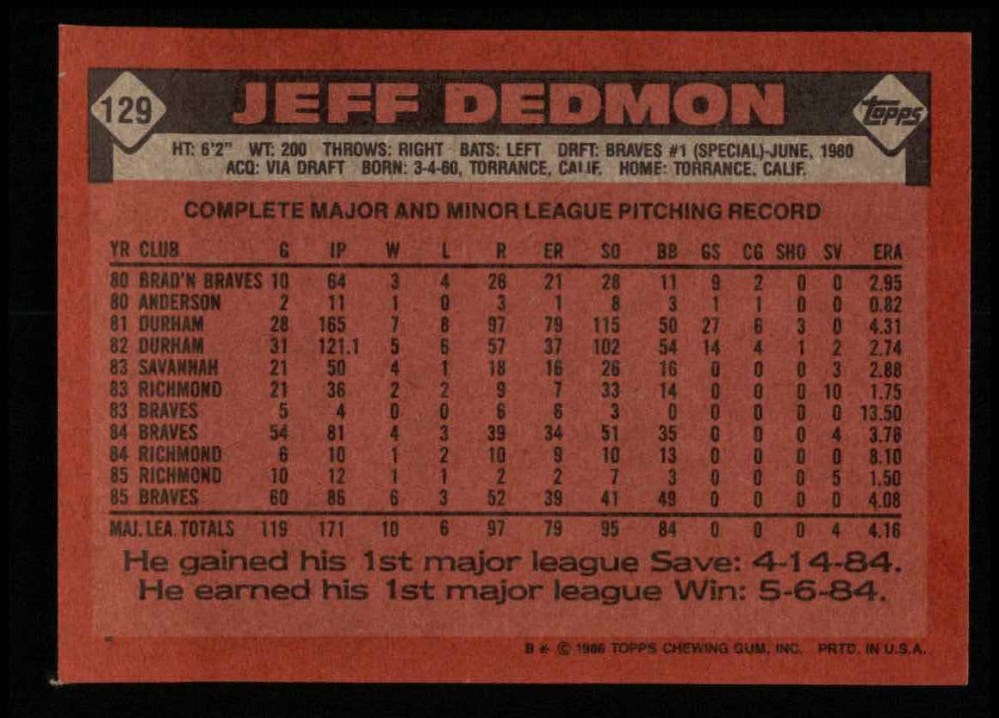 129 JEFF DEDMON topps
HT: 6'2" WT: 200 THROWS: RIGHT BATS: LEFT DRFT: BRAVES #1 (SPECIAL)-JUNE, 1980
ACQ: VIA DRAFT BORN: 3-4-60, TORRANCE, CALIF. HOME: TORRANCE, CALIF.
COMPLETE MAJOR AND MINOR LEAGUE PITCHING RECORD
YR CLUB G IP W L R ER SO BB GS CG SHO SV ERA
80 BRAD'N BRAVES 10 64 3 4 26 21 28 11 9 2 0 0 2.95
80 ANDERSON 2 11 1 0 3 1 8 3 1 1 0 0 0.82
81 DURHAM 28 165 7 8 97 79 115 50 27 6 3 0 4.31
82 DURHAM 31 121.1 5 6 57 37 102 54 14 4 1 2 2.74
83 SAVANNAH 21 50 4 1 18 16 26 16 0 0 0 3 2.88
83 RICHMOND 21 36 2 2 9 7 33 14 0 0 0 10 1.75
83 BRAVES 5 4 0 0 6 6 3 0 0 0 0 0 13.50
84 BRAVES 54 81 4 3 39 34 51 35 0 0 0 4 3.78
84 RICHMOND 6 10 1 2 10 9 10 13 0 0 0 0 8.10
85 RICHMOND 10 12 1 1 2 2 7 3 0 0 0 5 1.50
85 BRAVES 60 86 6 3 52 39 41 49 0 0 0 0 4.08
MAJ. LEA. TOTALS 119 171 10 6 97 79 95 84 0 0 0 4 4.16
He gained his 1st major league Save: 4-14-84.
He earned his 1st major league Win: 5-6-84.
B * © 1986 TOPPS CHEWING GUM, INC. PRTD. IN U.S.A.